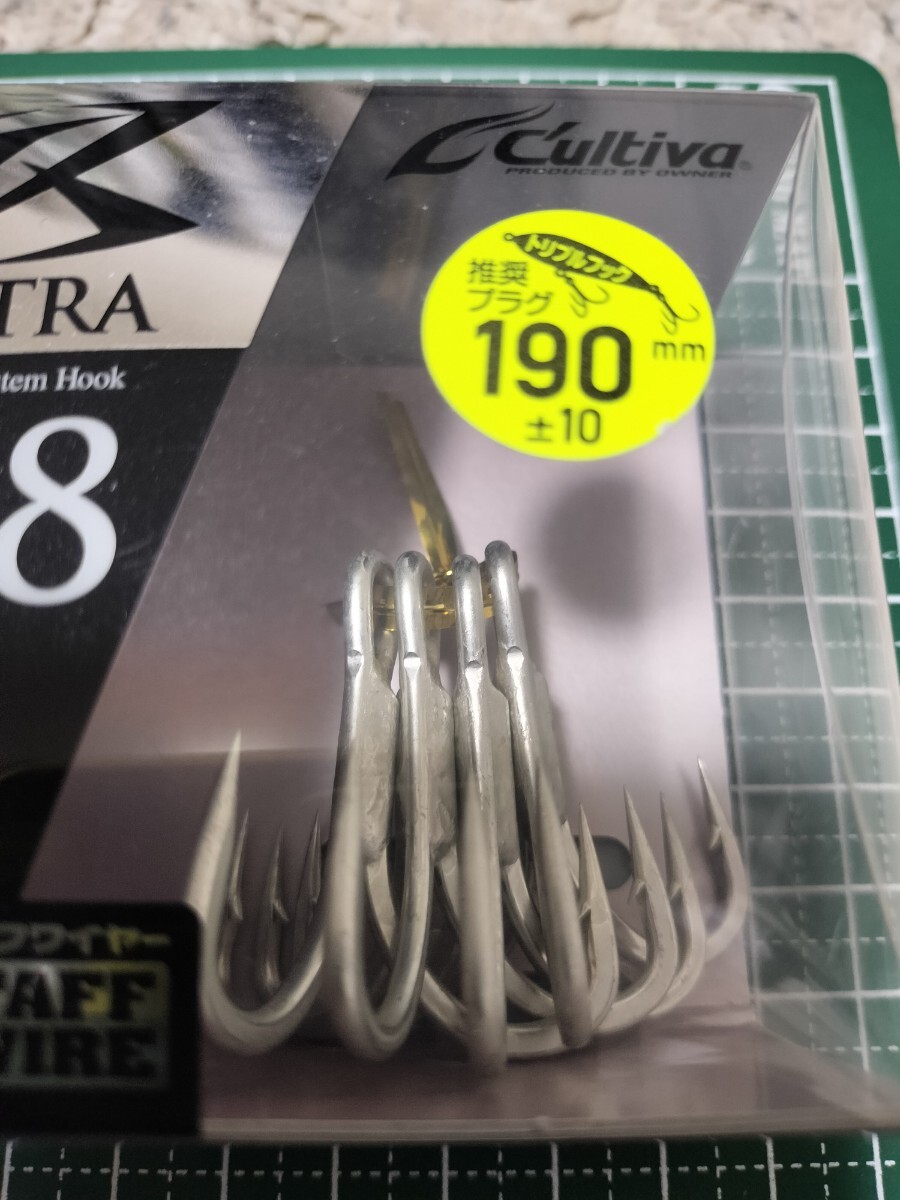 C'ultiva
PRODUCED BY OWNER
トリプルフック
推奨
プラグ
190 mm
±10
TRA
tem Hook
8
フワイヤー
TAFF
WIRE